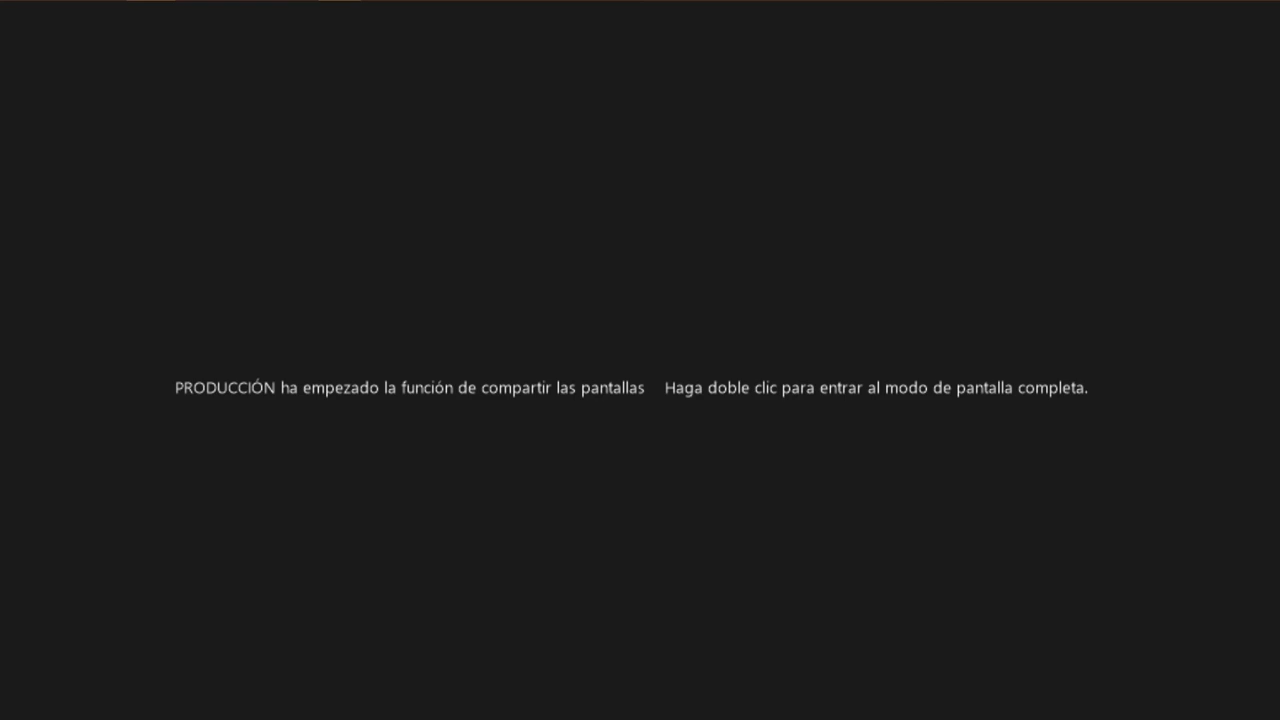 PRODUCCIÓN ha empezado la función de compartir las pantallas Haga doble clic para entrar al modo de pantalla completa.